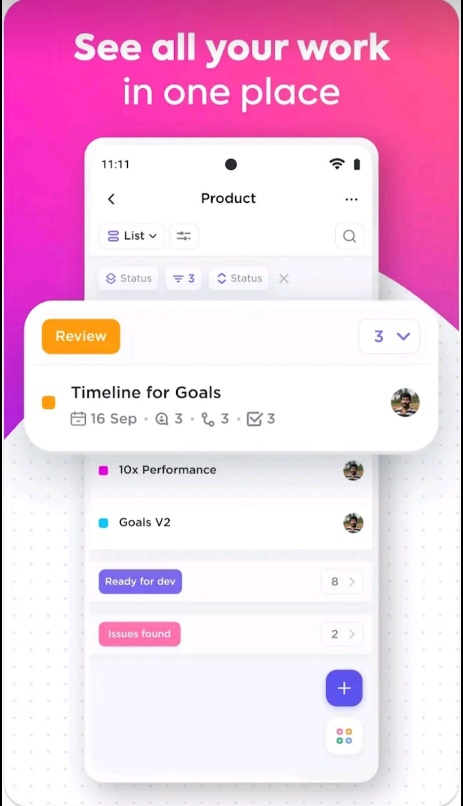 See all your work
in one place
11:11
Product
List
Status 3 Status
Review 3
Timeline for Goals
16 Sep · 3 · 3 · 3
10x Performance
Goals V2
Ready for dev 8
Issues found 2